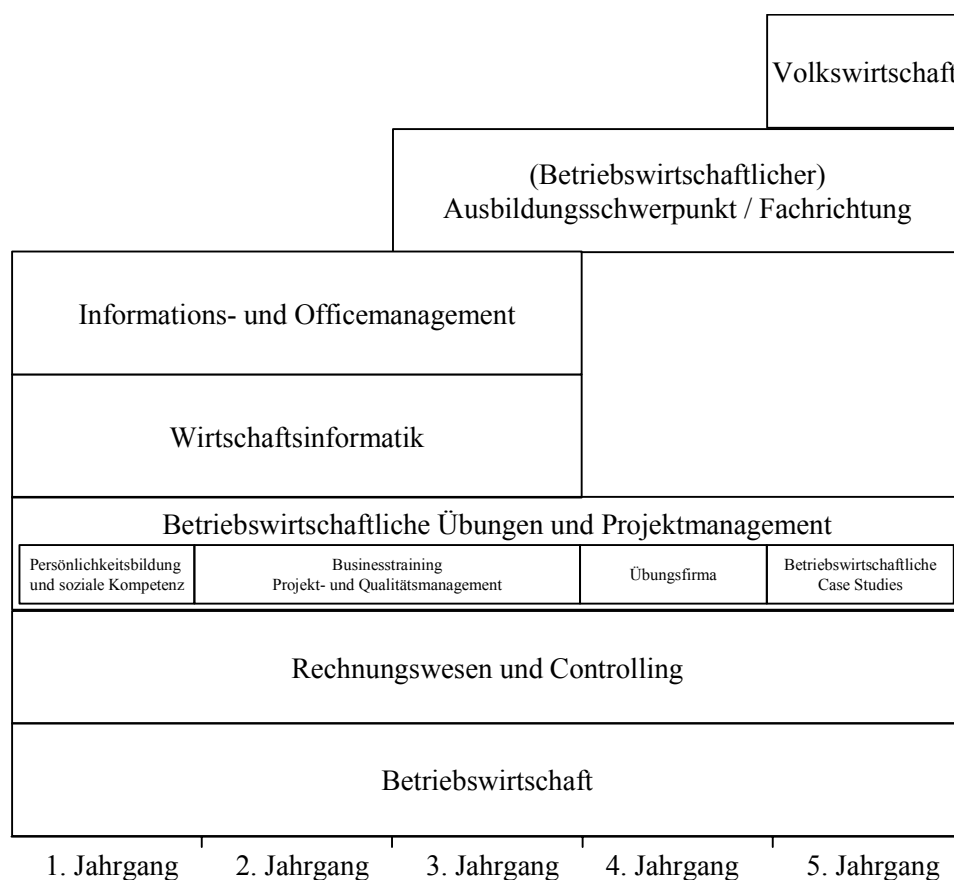 Volkswirtschaft
(Betriebswirtschaftlicher)
Ausbildungsschwerpunkt / Fachrichtung
Informations- und Officemanagement
Wirtschaftsinformatik
Betriebswirtschaftliche Übungen und Projektmanagement
Persönlichkeitsbildung
und soziale Kompetenz
Businesstraining
Projekt- und Qualitätsmanagement
Übungsfirma
Betriebswirtschaftliche
Case Studies
Rechnungswesen und Controlling
Betriebswirtschaft
1. Jahrgang 2. Jahrgang 3. Jahrgang 4. Jahrgang 5. Jahrgang